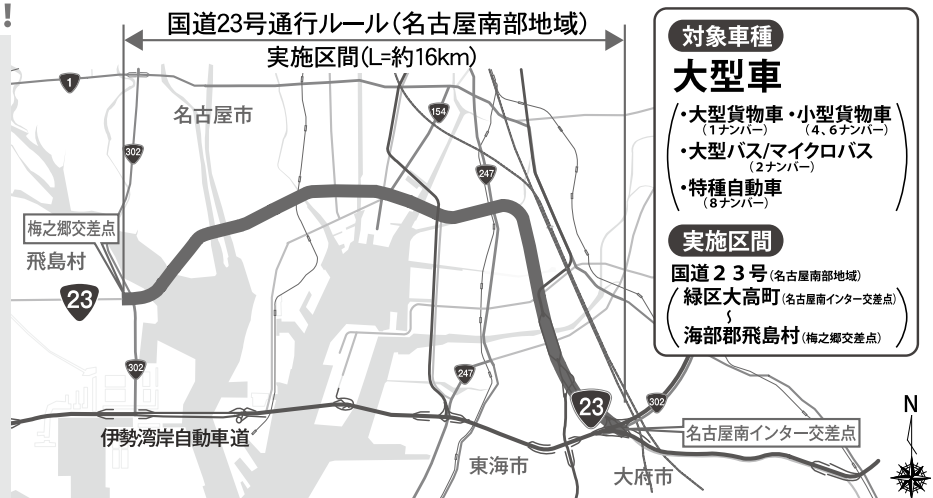 !
国道23号通行ルール(名古屋南部地域)
実施区間(L=約16km)
1
名古屋市
154
302
247
梅之郷交差点
飛島村
23
302
247
23
302
伊勢湾岸自動車道
東海市
大府市
名古屋南インター交差点
N
対象車種
大型車
・大型貨物車・小型貨物車
(1ナンバー) (4、6ナンバー)
・大型バス/マイクロバス
(2ナンバー)
・特種自動車
(8ナンバー)
実施区間
国道23号(名古屋南部地域)
緑区大高町(名古屋南インター交差点)
~
海部郡飛島村(梅之郷交差点)